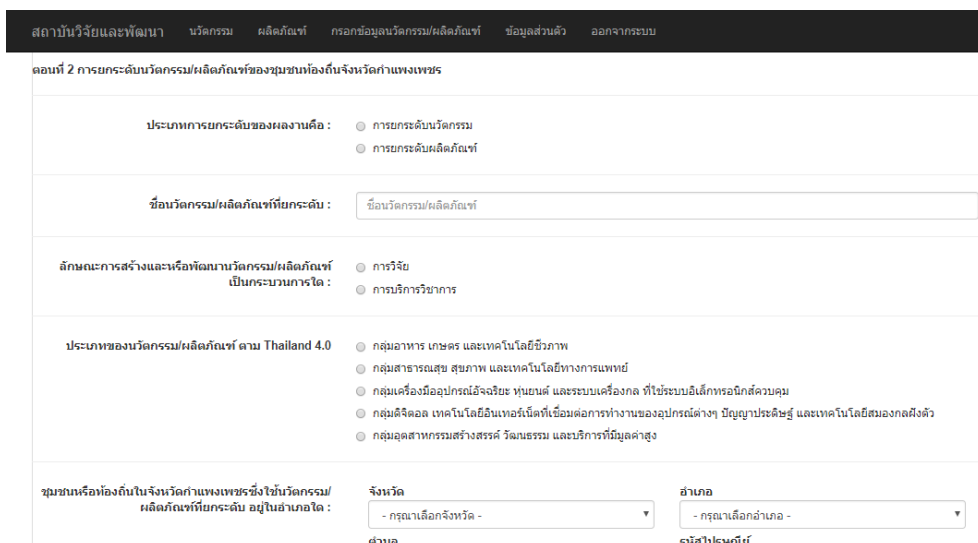 สถาบันวิจัยและพัฒนา นวัตกรรม ผลิตภัณฑ์ กรอกข้อมูลนวัตกรรม/ผลิตภัณฑ์ ข้อมูลส่วนตัว ออกจากระบบ
ตอนที่ 2 การยกระดับนวัตกรรม/ผลิตภัณฑ์ของชุมชนท้องถิ่นจังหวัดกำแพงเพชร
ประเภทการยกระดับของผลงานคือ :
การยกระดับนวัตกรรม
การยกระดับผลิตภัณฑ์
ชื่อนวัตกรรม/ผลิตภัณฑ์ที่ยกระดับ :
ชื่อนวัตกรรม/ผลิตภัณฑ์
ลักษณะการสร้างและหรือพัฒนานวัตกรรม/ผลิตภัณฑ์
เป็นกระบวนการใด :
การวิจัย
การบริการวิชาการ
ประเภทของนวัตกรรม/ผลิตภัณฑ์ ตาม Thailand 4.0
กลุ่มอาหาร เกษตร และเทคโนโลยีชีวภาพ
กลุ่มสาธารณสุข สุขภาพ และเทคโนโลยีทางการแพทย์
กลุ่มเครื่องมืออุปกรณ์อัจฉริยะ หุ่นยนต์ และระบบเครื่องกล ที่ใช้ระบบอิเล็กทรอนิกส์ควบคุม
กลุ่มดิจิตอล เทคโนโลยีอินเทอร์เน็ตที่เชื่อมต่อการทำงานของอุปกรณ์ต่างๆ ปัญญาประดิษฐ์ และเทคโนโลยีสมองกลฝังตัว
กลุ่มอุตสาหกรรมสร้างสรรค์ วัฒนธรรม และบริการที่มีมูลค่าสูง
ชุมชนหรือท้องถิ่นในจังหวัดกำแพงเพชรซึ่งใช้นวัตกรรม/
ผลิตภัณฑ์ที่ยกระดับ อยู่ในอำเภอใด :
จังหวัด
- กรุณาเลือกจังหวัด -
อำเภอ
- กรุณาเลือกอำเภอ -
ตำบล
รหัสไปรษณีย์